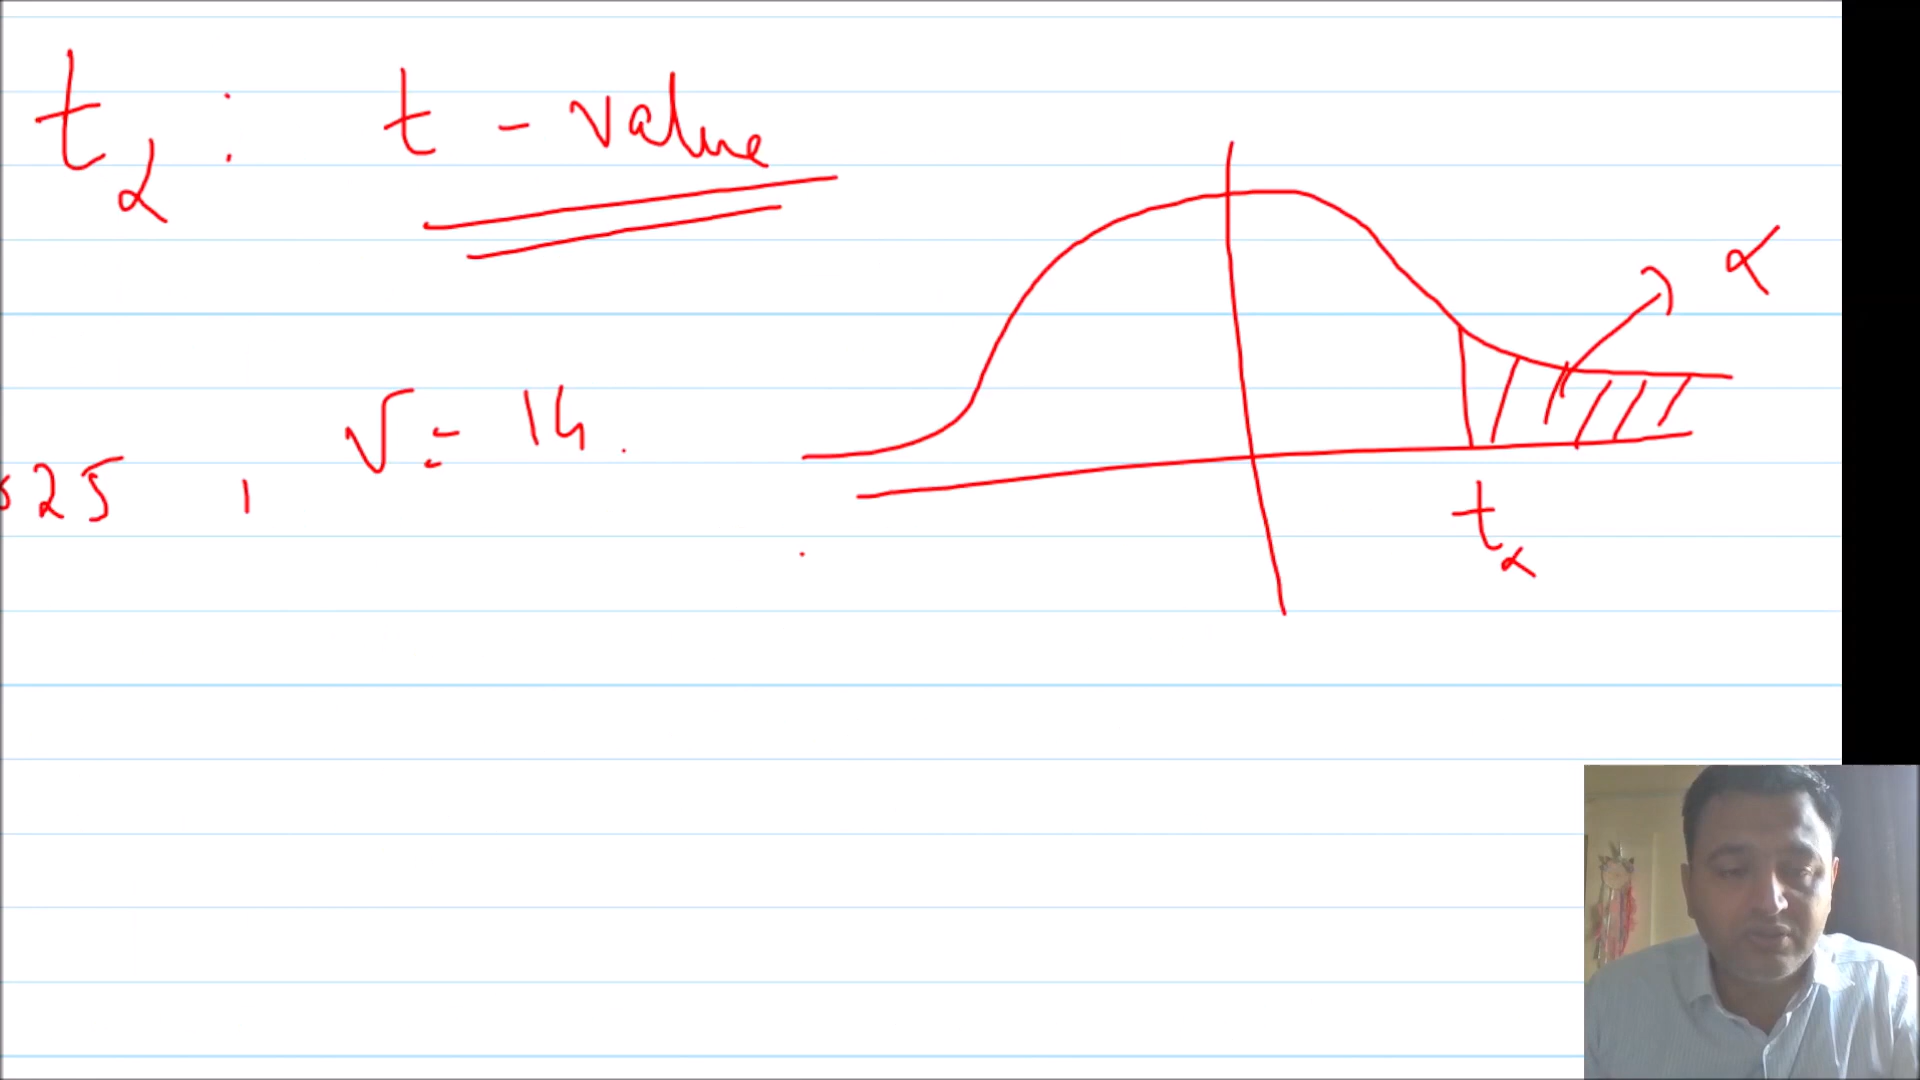 t_α : t - value
α
√ = 14.
025 ,
t_α